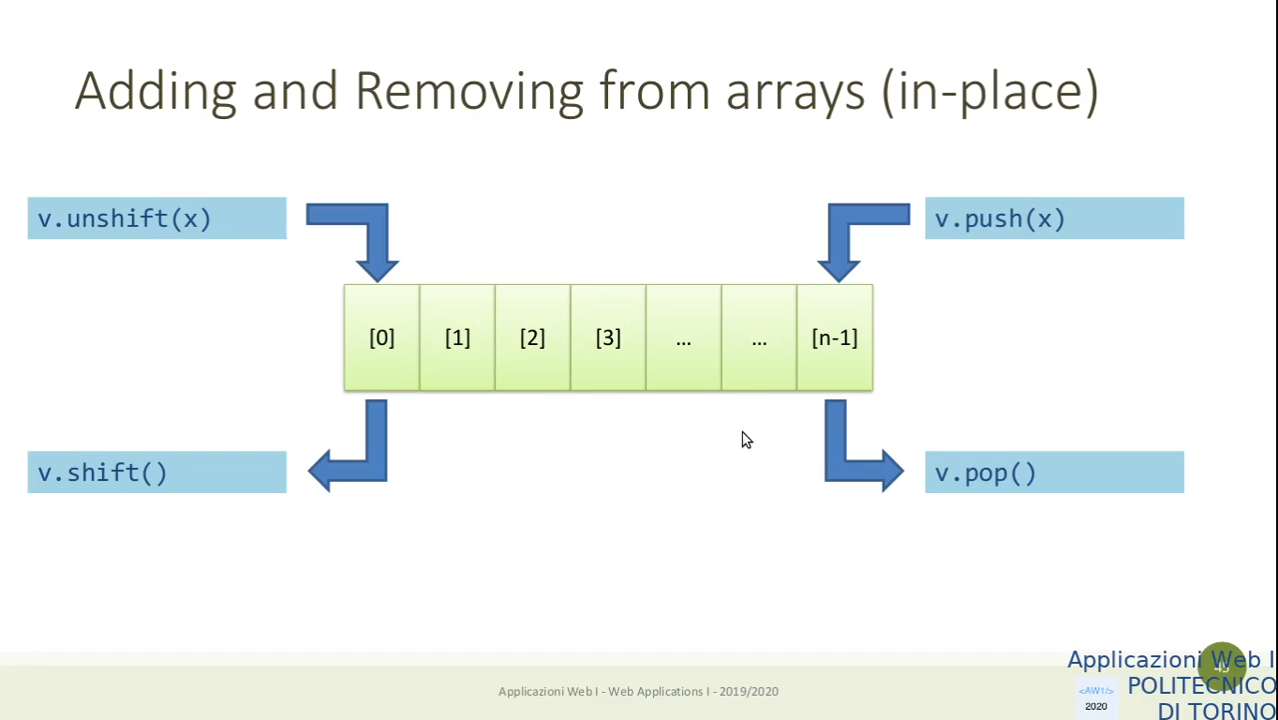 Adding and Removing from arrays (in-place)
v.unshift(x)
v.push(x)
[0] [1] [2] [3] ... ... [n-1]
v.shift()
v.pop()
Applicazioni Web I - Web Applications I - 2019/2020
Applicazioni Web I
POLITECNICO
DI TORINO
<AW1/>
2020